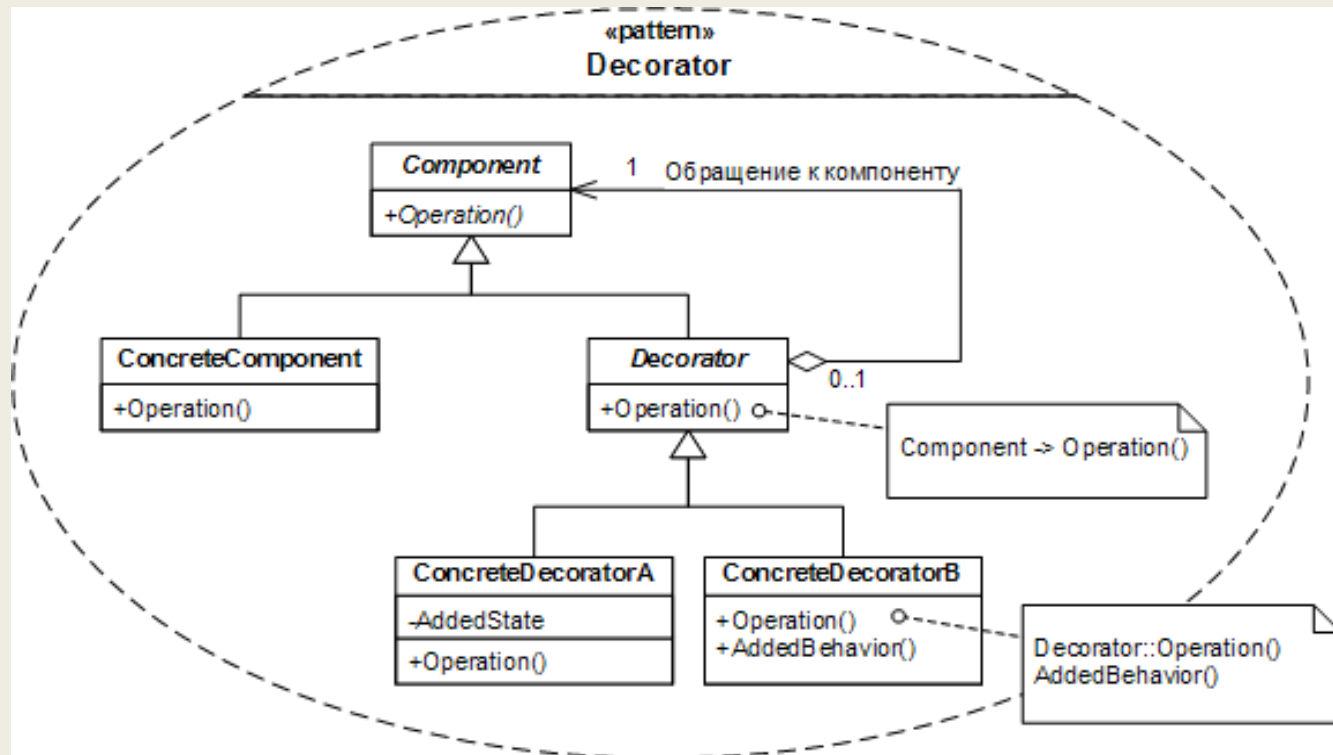 «pattern»
Decorator
Component
+Operation()
1
Обращение к компоненту
ConcreteComponent
+Operation()
Decorator
+Operation()
0..1
Component -> Operation()
ConcreteDecoratorA
-AddedState
+Operation()
ConcreteDecoratorB
+Operation()
+AddedBehavior()
Decorator::Operation()
AddedBehavior()